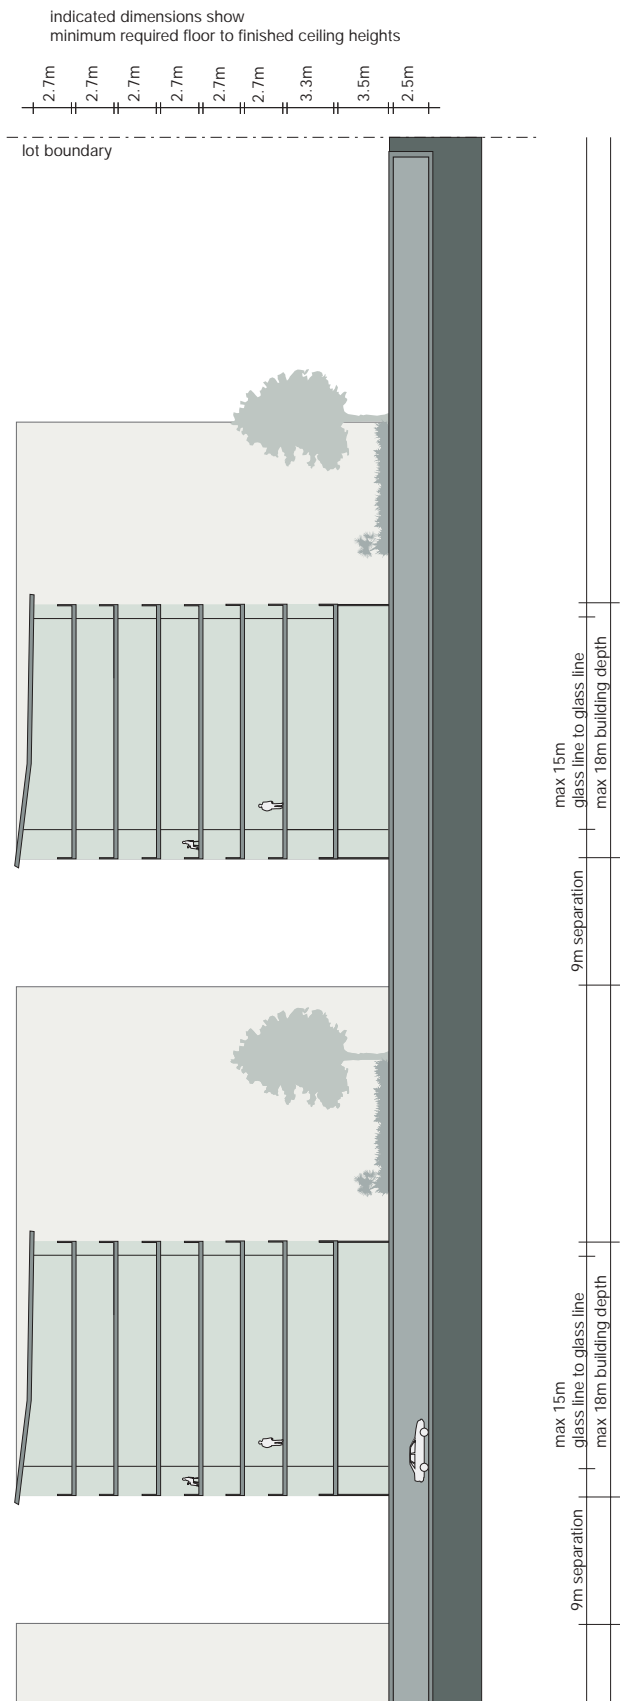 indicated dimensions show
minimum required floor to finished ceiling heights
2.7m
2.7m
2.7m
2.7m
2.7m
2.7m
3.3m
3.5m
2.5m
lot boundary
max 15m
glass line to glass line
max 18m building depth
9m separation
max 15m
glass line to glass line
max 18m building depth
9m separation